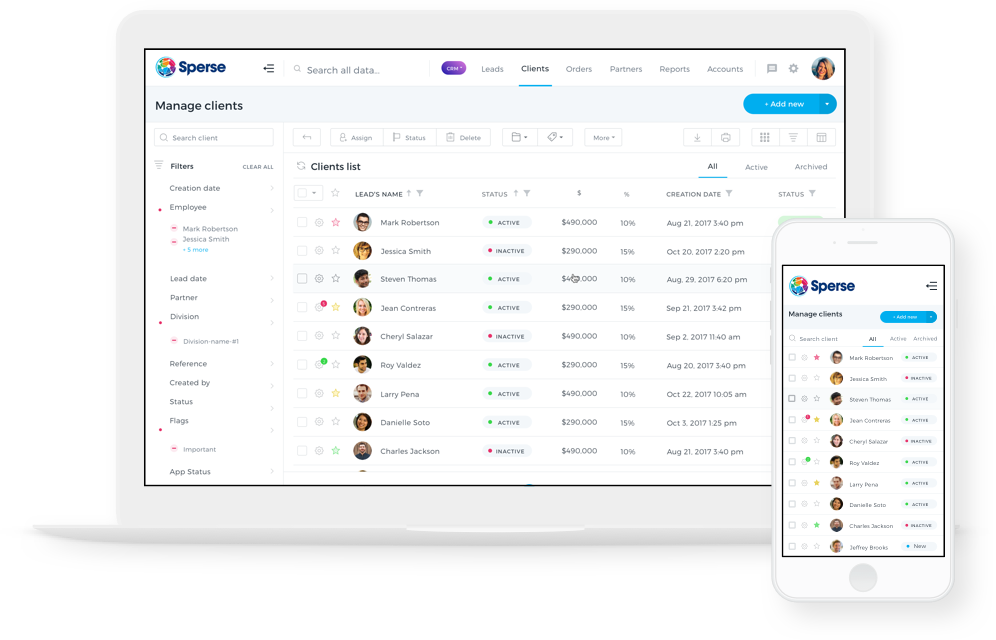 Sperse
Search all data...
CRM
Leads
Clients
Orders
Partners
Reports
Accounts
Manage clients
+ Add new
Search client
Assign
Status
Delete
More
Filters
CLEAR ALL
Clients list
All
Active
Archived
Creation date
Employee
Mark Robertson
Jessica Smith
+ 5 more
Lead date
Partner
Division
Division-name-#1
Reference
Created by
Status
Flags
Important
App Status
LEAD'S NAME STATUS $ % CREATION DATE STATUS
Mark Robertson ACTIVE $490.000 10% Aug 21, 2017 3:40 pm
Jessica Smith INACTIVE $290.000 15% Oct 20, 2017 2:20 pm
Steven Thomas ACTIVE 10% Aug, 29, 2017 6:20 pm
Jean Contreras ACTIVE $290.000 15% Sep 21, 2017 3:42 pm
Cheryl Salazar INACTIVE $490.000 10% Sep 2, 2017 11:40 am
Roy Valdez ACTIVE $290.000 15% Aug 20, 2017 3:40 pm
Larry Pena ACTIVE $490.000 10% Oct 22, 2017 10:05 am
Danielle Soto ACTIVE $290.000 15% Oct 3, 2017 1:25 pm
Charles Jackson INACTIVE $490.000 10% Aug 21, 2017 3:40 pm
Sperse
Manage clients
+ Add new
Search client
All
Active
Archived
Mark Robertson ACTIVE
Jessica Smith INACTIVE
Steven Thomas ACTIVE
Jean Contreras ACTIVE
Cheryl Salazar INACTIVE
Roy Valdez ACTIVE
Larry Pena ACTIVE
Danielle Soto ACTIVE
Charles Jackson INACTIVE
Jeffrey Brooks New